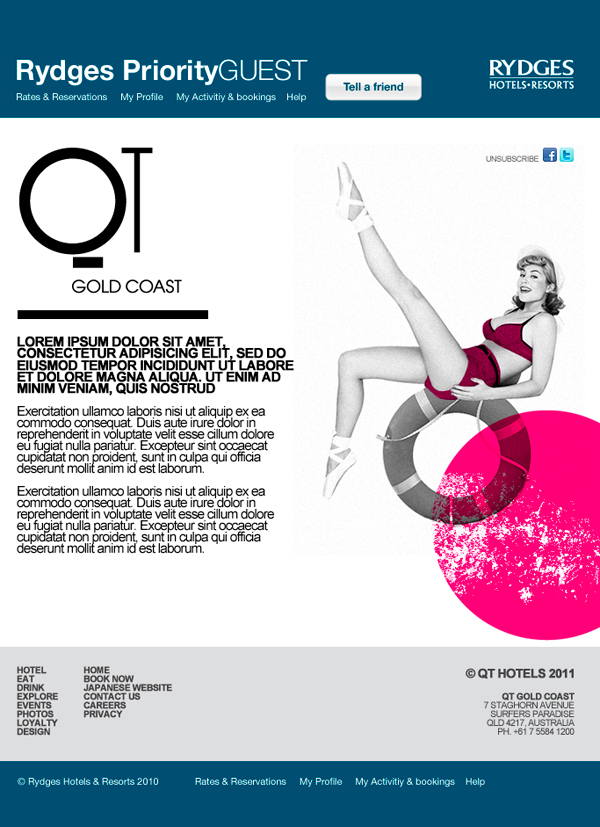 Rydges PriorityGUEST
RYDGES
HOTELS•RESORTS
Rates & Reservations My Profile My Activitiy & bookings Help
Tell a friend
UNSUBSCRIBE
QT
GOLD COAST
LOREM IPSUM DOLOR SIT AMET,
CONSECTETUR ADIPISICING ELIT, SED DO
EIUSMOD TEMPOR INCIDIDUNT UT LABORE
ET DOLORE MAGNA ALIQUA. UT ENIM AD
MINIM VENIAM, QUIS NOSTRUD
Exercitation ullamco laboris nisi ut aliquip ex ea
commodo consequat. Duis aute irure dolor in
reprehenderit in voluptate velit esse cillum dolore
eu fugiat nulla pariatur. Excepteur sint occaecat
cupidatat non proident, sunt in culpa qui officia
deserunt mollit anim id est laborum.
Exercitation ullamco laboris nisi ut aliquip ex ea
commodo consequat. Duis aute irure dolor in
reprehenderit in voluptate velit esse cillum dolore
eu fugiat nulla pariatur. Excepteur sint occaecat
cupidatat non proident, sunt in culpa qui officia
deserunt mollit anim id est laborum.
HOTEL
EAT
DRINK
EXPLORE
EVENTS
PHOTOS
LOYALTY
DESIGN
HOME
BOOK NOW
JAPANESE WEBSITE
CONTACT US
CAREERS
PRIVACY
© QT HOTELS 2011
QT GOLD COAST
7 STAGHORN AVENUE
SURFERS PARADISE
QLD 4217, AUSTRALIA
PH. +61 7 5584 1200
© Rydges Hotels & Resorts 2010 Rates & Reservations My Profile My Activitiy & bookings Help